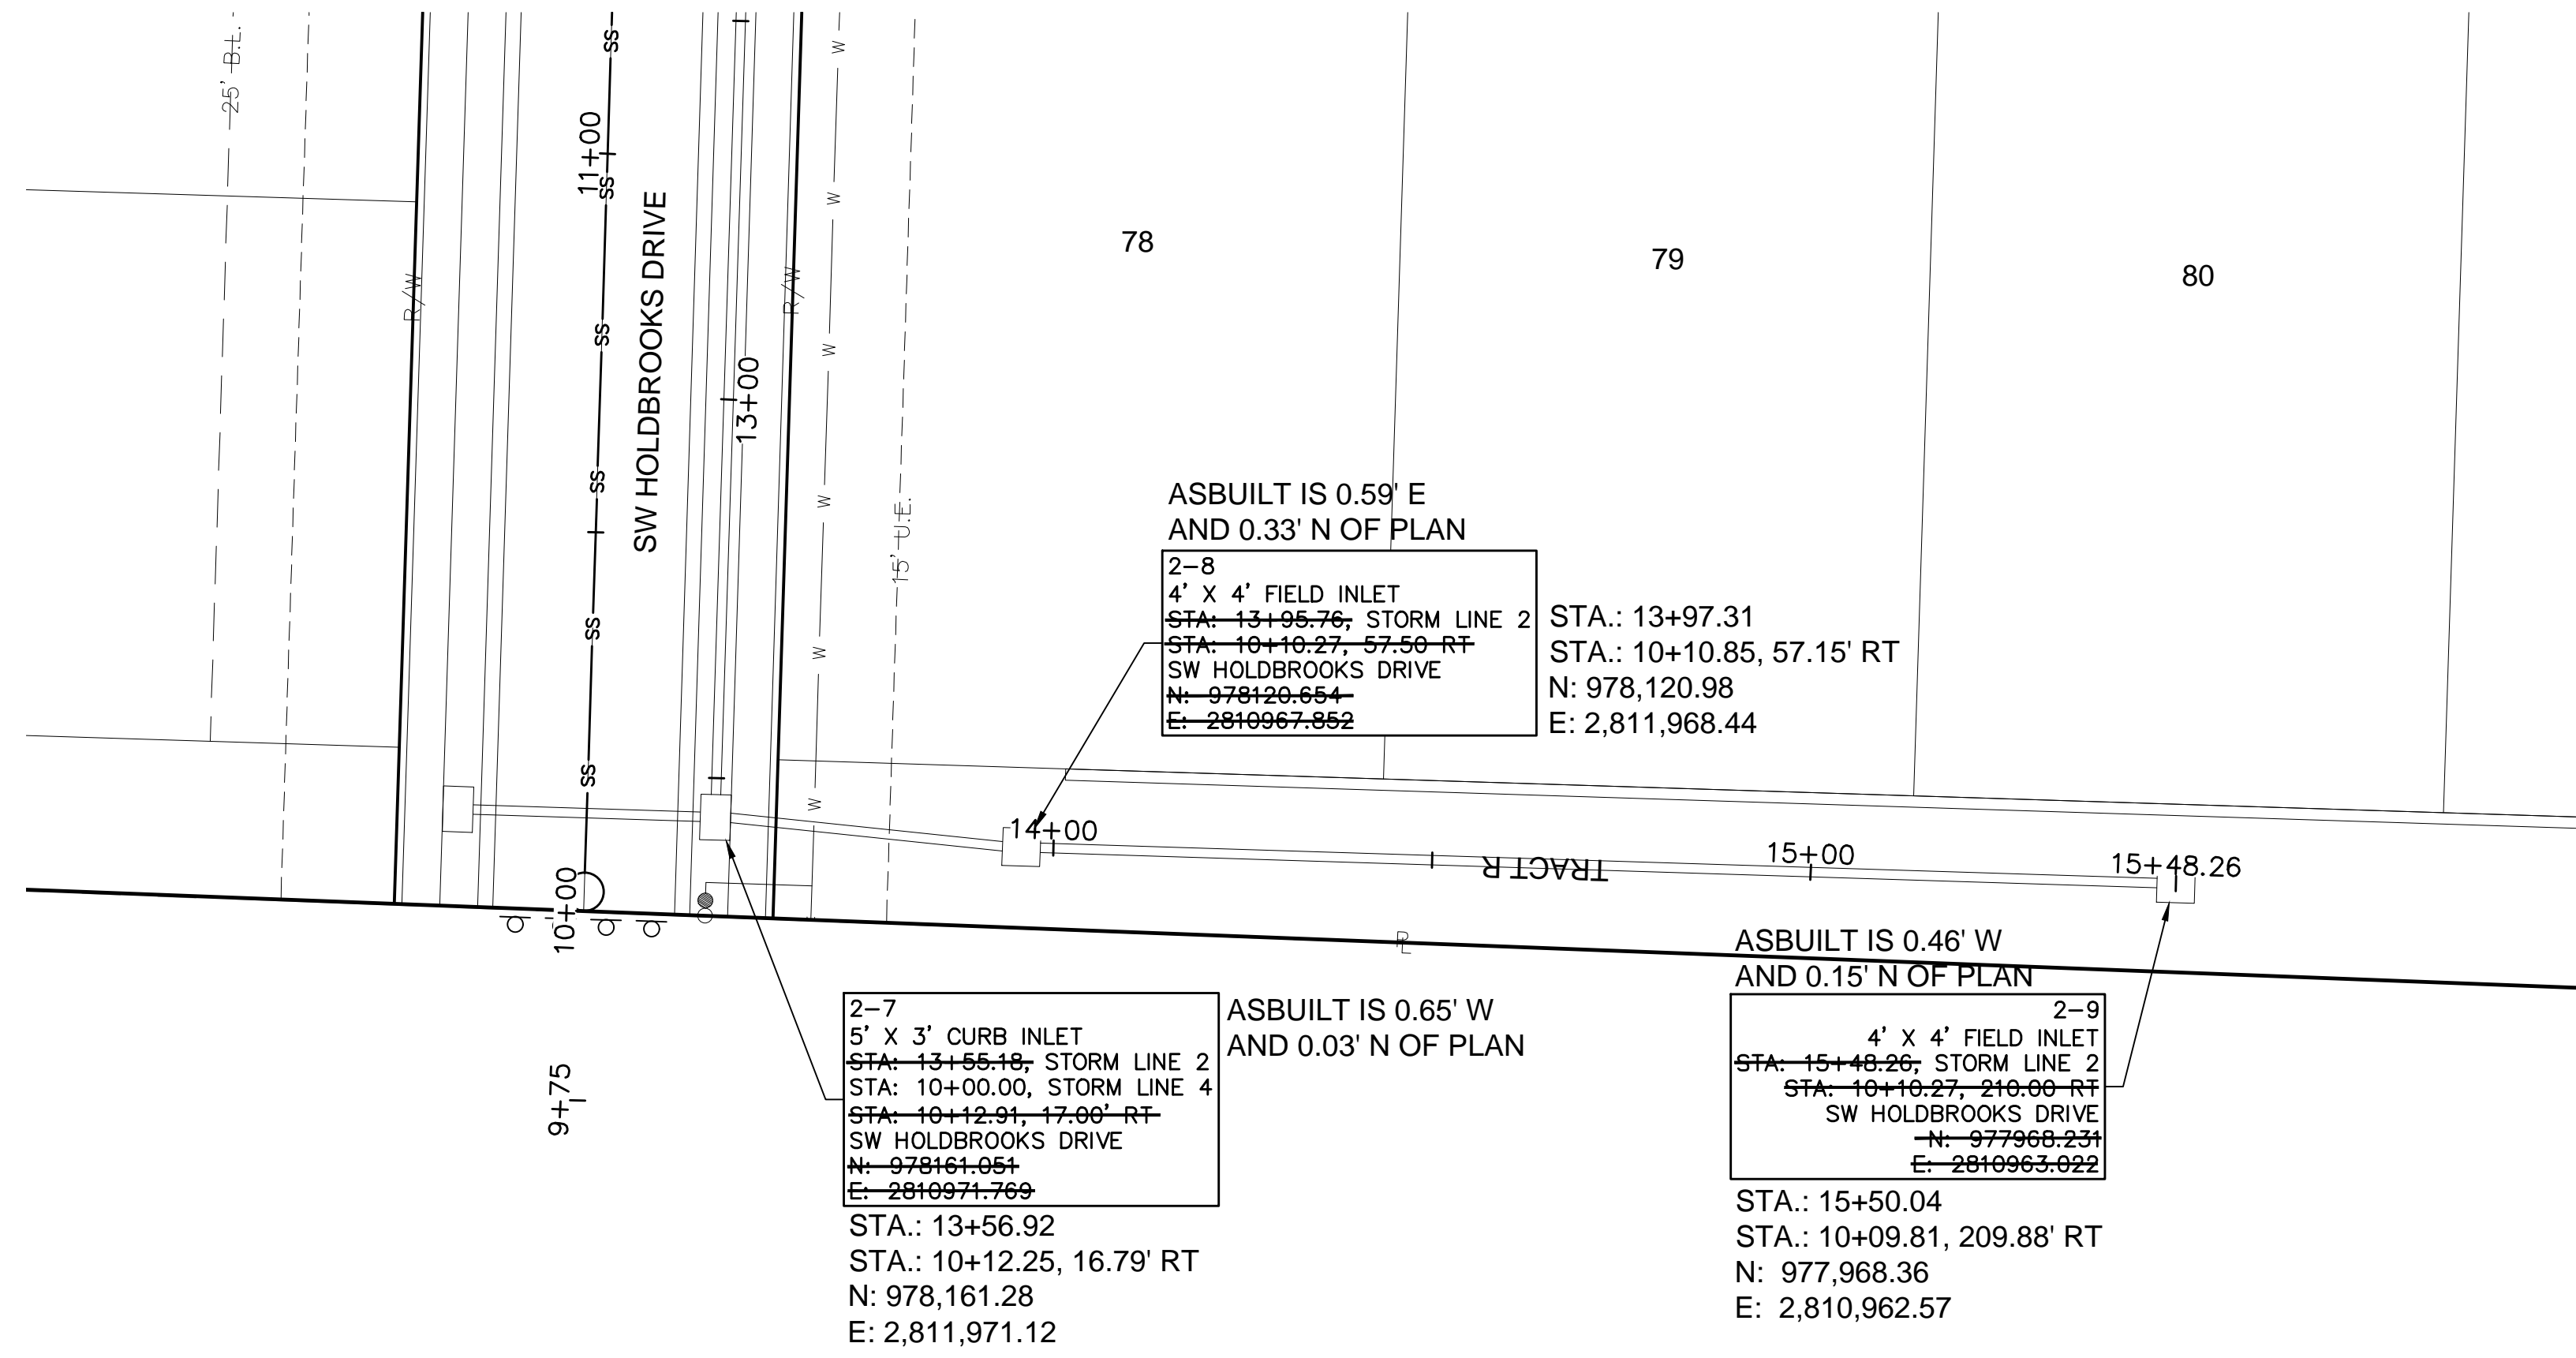 25' B.L.
SS
11+00
SS
SW HOLDBROOKS DRIVE
R/W
R/W
W
W
W
W
W
W
SS
SS
SS
SS
13+00
15' U.E.
78
79
80
ASBUILT IS 0.59' E
AND 0.33' N OF PLAN
2-8
4' X 4' FIELD INLET
STA: 13+95.76, STORM LINE 2
STA: 10+10.27, 57.50 RT
SW HOLDBROOKS DRIVE
N: 978120.654
E: 2810967.852
STA.: 13+97.31
STA.: 10+10.85, 57.15' RT
N: 978,120.98
E: 2,811,968.44
14+00
TRACT R
15+00
15+48.26
10+00
PL
9+75
2-7
5' X 3' CURB INLET
STA: 13+55.18, STORM LINE 2
STA: 10+00.00, STORM LINE 4
STA: 10+12.91, 17.00' RT
SW HOLDBROOKS DRIVE
N: 978161.051
E: 2810971.769
STA.: 13+56.92
STA.: 10+12.25, 16.79' RT
N: 978,161.28
E: 2,811,971.12
ASBUILT IS 0.65' W
AND 0.03' N OF PLAN
ASBUILT IS 0.46' W
AND 0.15' N OF PLAN
2-9
4' X 4' FIELD INLET
STA: 15+48.26, STORM LINE 2
STA: 10+10.27, 210.00 RT
SW HOLDBROOKS DRIVE
N: 977968.231
E: 2810963.022
STA.: 15+50.04
STA.: 10+09.81, 209.88' RT
N: 977,968.36
E: 2,810,962.57